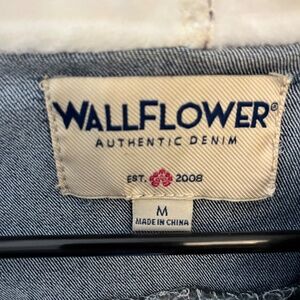 WALLFLOWER®
AUTHENTIC DENIM
EST. 2008
M
MADE IN CHINA